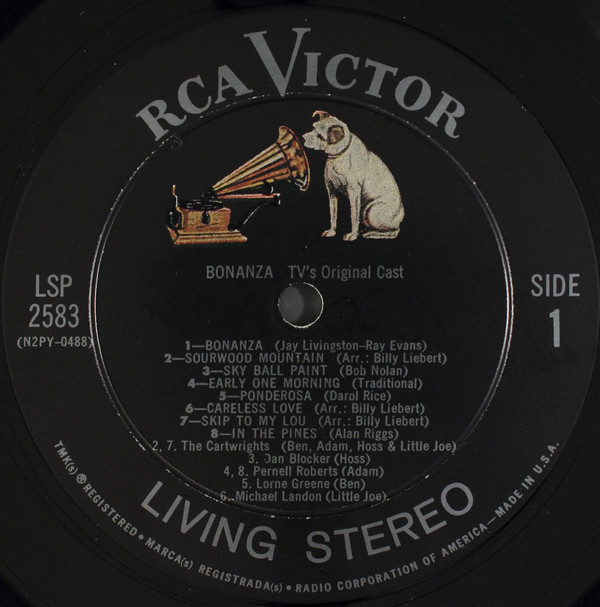 RCA VICTOR
BONANZA TV's Original Cast
LSP
2583
(N2PY-0488)
SIDE
1
1—BONANZA (Jay Livingston-Ray Evans)
2—SOURWOOD MOUNTAIN (Arr.: Billy Liebert)
3—SKY BALL PAINT (Bob Nolan)
4—EARLY ONE MORNING (Traditional)
5—PONDEROSA (Darol Rice)
6—CARELESS LOVE (Arr.: Billy Liebert)
7—SKIP TO MY LOU (Arr.: Billy Liebert)
8—IN THE PINES (Alan Riggs)
2, 7. The Cartwrights (Ben, Adam, Hoss & Little Joe)
3. Dan Blocker (Hoss)
4, 8. Pernell Roberts (Adam)
5. Lorne Greene (Ben)
6. Michael Landon (Little Joe)
LIVING STEREO
TMK(s) ® REGISTERED • MARCA(s) REGISTRADA(s) • RADIO CORPORATION OF AMERICA—MADE IN U.S.A.